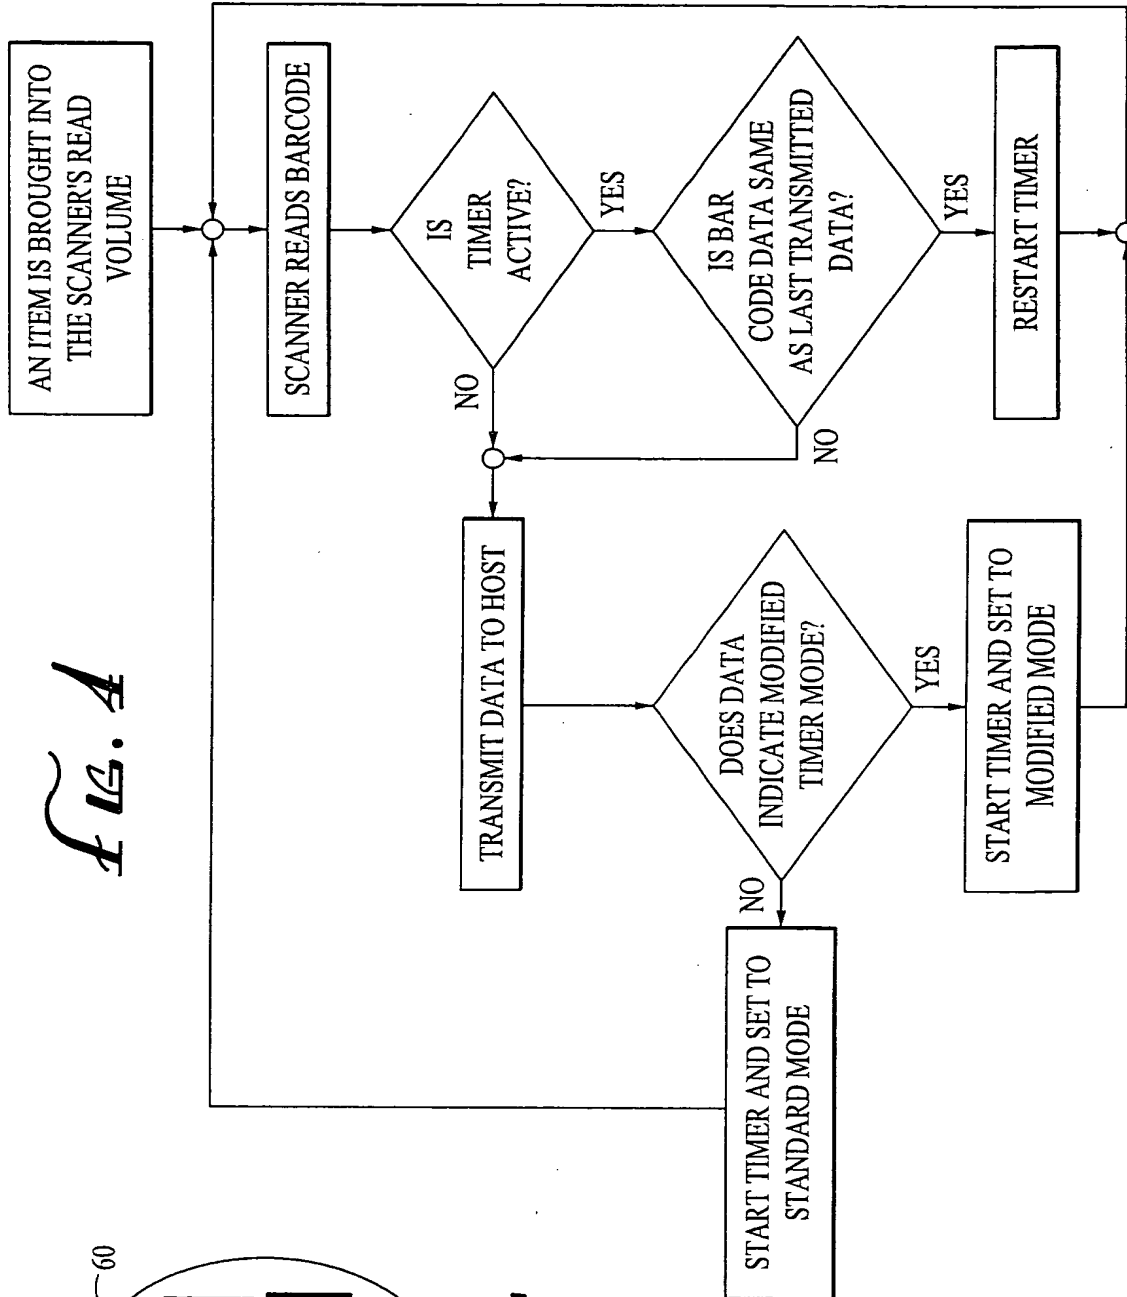 AN ITEM IS BROUGHT INTO
THE SCANNER'S READ
VOLUME
SCANNER READS BARCODE
IS
TIMER
ACTIVE?
NO
YES
IS BAR
CODE DATA SAME
AS LAST TRANSMITTED
DATA?
NO
YES
RESTART TIMER
TRANSMIT DATA TO HOST
DOES DATA
INDICATE MODIFIED
TIMER MODE?
NO
YES
START TIMER AND SET TO
MODIFIED MODE
START TIMER AND SET TO
STANDARD MODE
FIG. 4
60